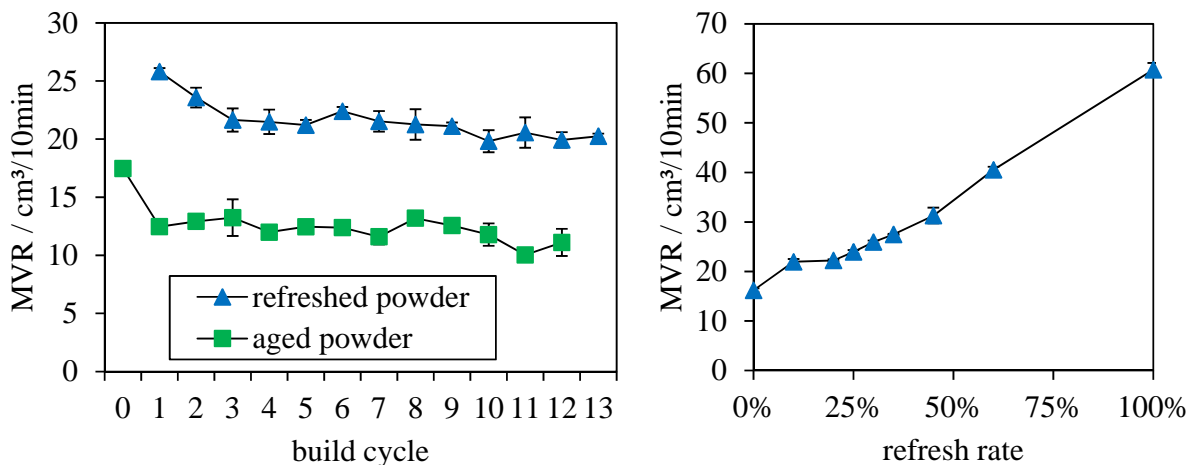 30
25
20
15
10
5
0
MVR / cm³/10min
refreshed powder
aged powder
0 1 2 3 4 5 6 7 8 9 10 11 12 13
build cycle
70
60
50
40
30
20
10
0
MVR / cm³/10min
0% 25% 50% 75% 100%
refresh rate